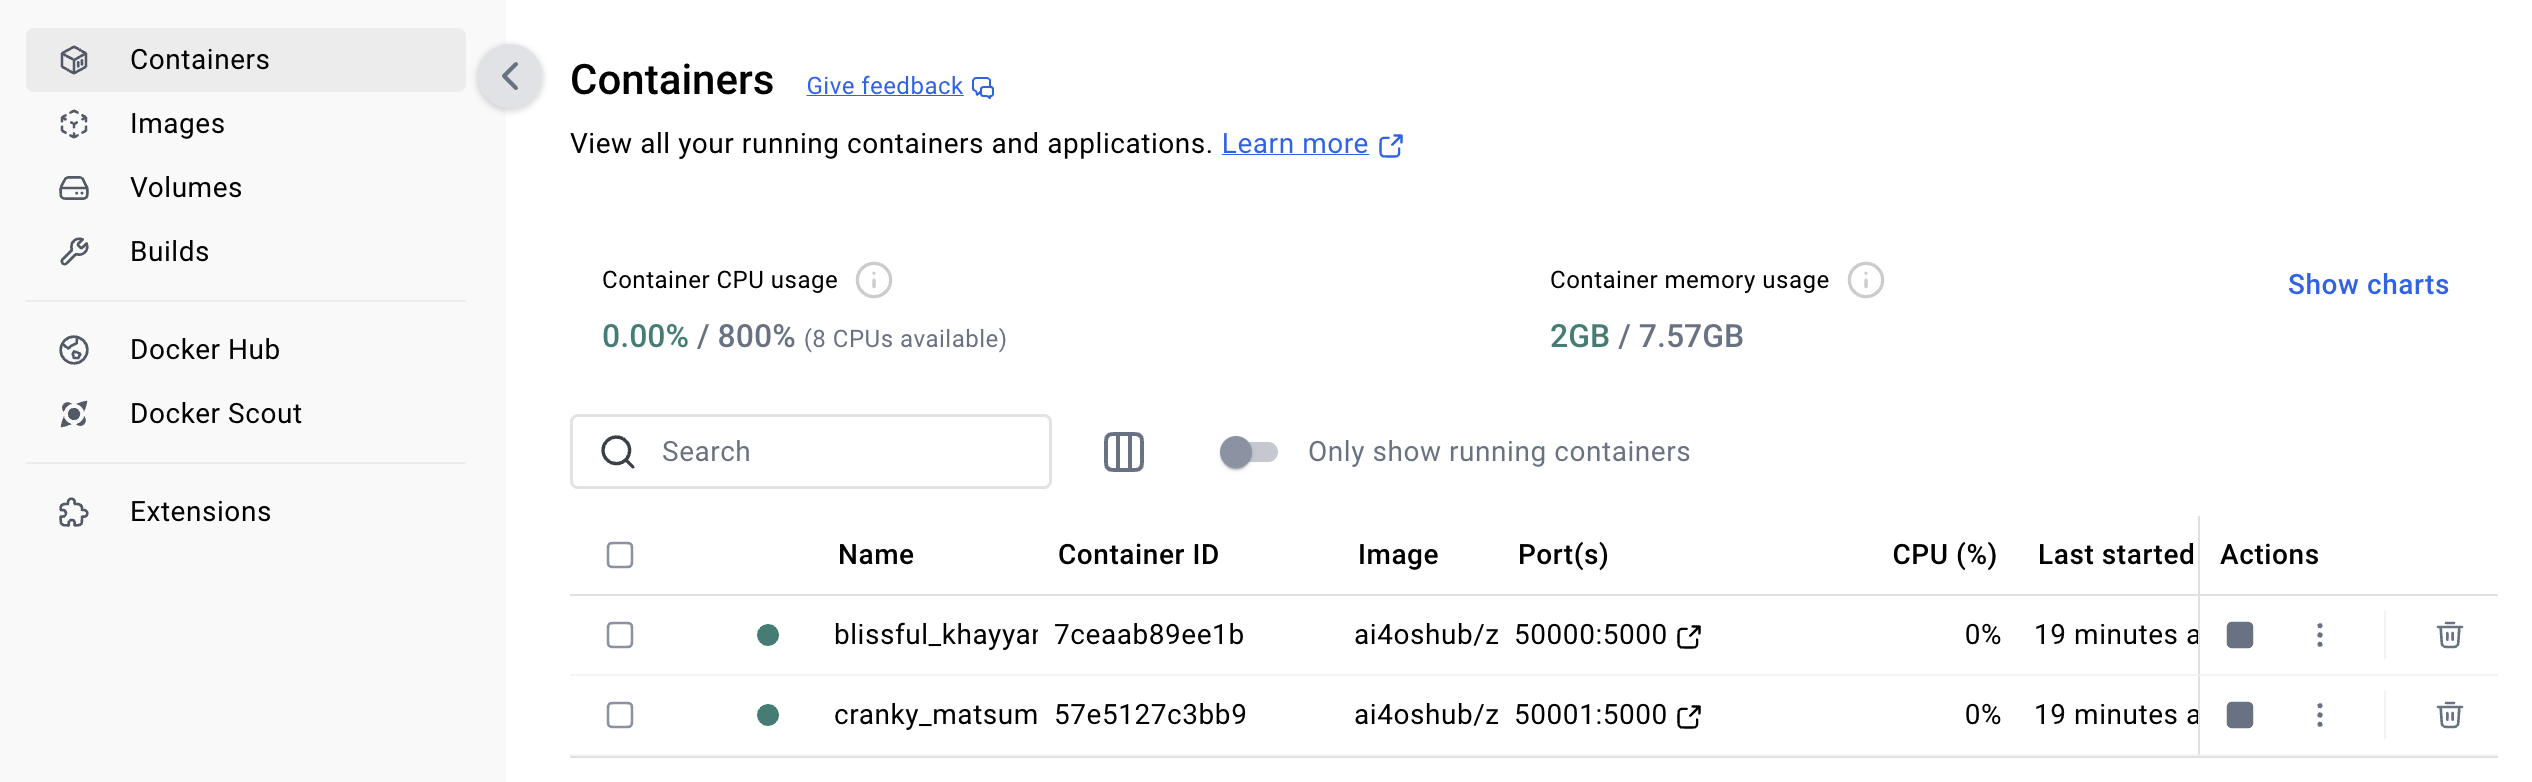 Containers
Images
Volumes
Builds
Docker Hub
Docker Scout
Extensions
Containers Give feedback
View all your running containers and applications. Learn more
Container CPU usage
0.00% / 800% (8 CPUs available)
Container memory usage
2GB / 7.57GB
Show charts
Search
Only show running containers
Name Container ID Image Port(s) CPU (%) Last started Actions
blissful_khayyar 7ceaab89ee1b ai4oshub/z 50000:5000 0% 19 minutes a
cranky_matsum 57e5127c3bb9 ai4oshub/z 50001:5000 0% 19 minutes a